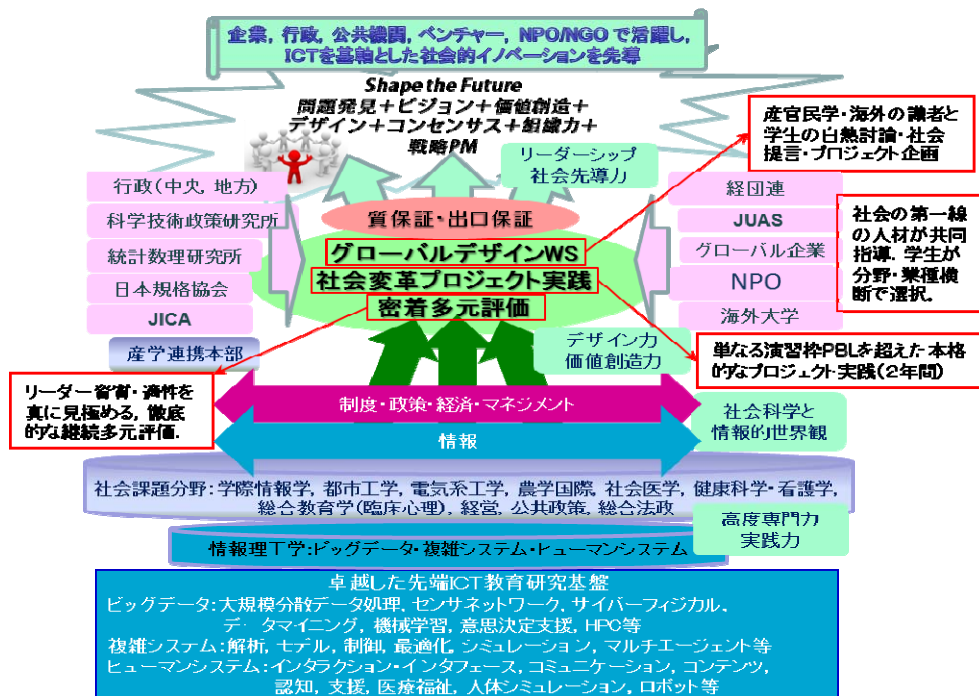 企業, 行政, 公共機関, ベンチャー, NPO/NGO で活躍し,
ICTを基軸とした社会的イノベーションを先導
Shape the Future
問題発見＋ビジョン＋価値創造＋
デザイン＋コンセンサス＋組織力＋
戦略PM
産官民学・海外の識者と
学生の白熱討論・社会
提言・プロジェクト企画
リーダーシップ
社会先導力
行政(中央, 地方)
科学技術政策研究所
統計数理研究所
日本規格協会
JICA
産学連携本部
質保証・出口保証
グローバルデザインWS
社会変革プロジェクト実践
密着多元評価
経団連
JUAS
グローバル企業
NPO
海外大学
社会の第一線
の人材が共同
指導. 学生が
分野・業種横
断で選択.
デザイン力
価値創造力
単なる演習枠PBLを超えた本格
的なプロジェクト実践(２年間)
リーダー ・適性を
真に見極める, 徹底
的な継続多元評価.
制度・政策・経済・マネジメント
情報
社会科学と
情報的世界観
社会課題分野：学際情報学, 都市工学, 電気系工学, 農学国際, 社会医学, 健康科学・看護学,
総合教育学(臨床心理), 経営, 公共政策, 総合法政
高度専門力
実践力
情報理工学：ビッグデータ・複雑システム・ヒューマンシステム
卓越した先端ICT教育研究基盤
ビッグデータ：大規模分散データ処理, センサネットワーク, サイバーフィジカル,
データマイニング, 機械学習, 意思決定支援, HPC等
複雑システム：解析, モデル, 制御, 最適化, シミュレーション, マルチエージェント等
ヒューマンシステム：インタラクション・インタフェース, コミュニケーション, コンテンツ,
認知, 支援, 医療福祉, 人体シミュレーション, ロボット等